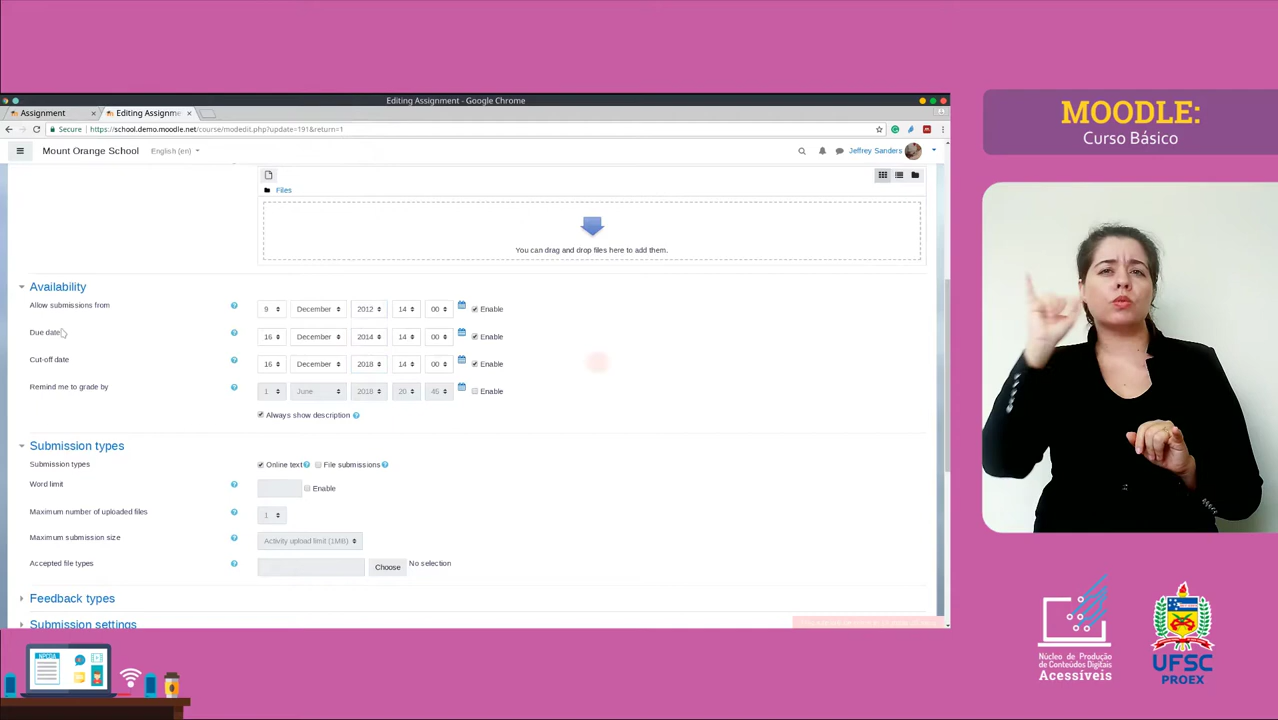 Editing Assignment - Google Chrome
Assignment
Editing Assignme
Secure https://school.demo.moodle.net/course/modedit.php?update=191&return=1
Mount Orange School English (en) Jeffrey Sanders
Files
You can drag and drop files here to add them.
Availability
Allow submissions from 9 December 2012 14 00 Enable
Due date 16 December 2014 14 00 Enable
Cut-off date 16 December 2018 14 00 Enable
Remind me to grade by 1 June 2018 20 45 Enable
Always show description
Submission types
Submission types Online text File submissions
Word limit Enable
Maximum number of uploaded files 1
Maximum submission size Activity upload limit (1MB)
Accepted file types Choose No selection
Feedback types
Submission settings
MOODLE:
Curso Básico
Núcleo de Produção
de Conteúdos Digitais
Acessíveis
UFSC
PROEX
NPCDA